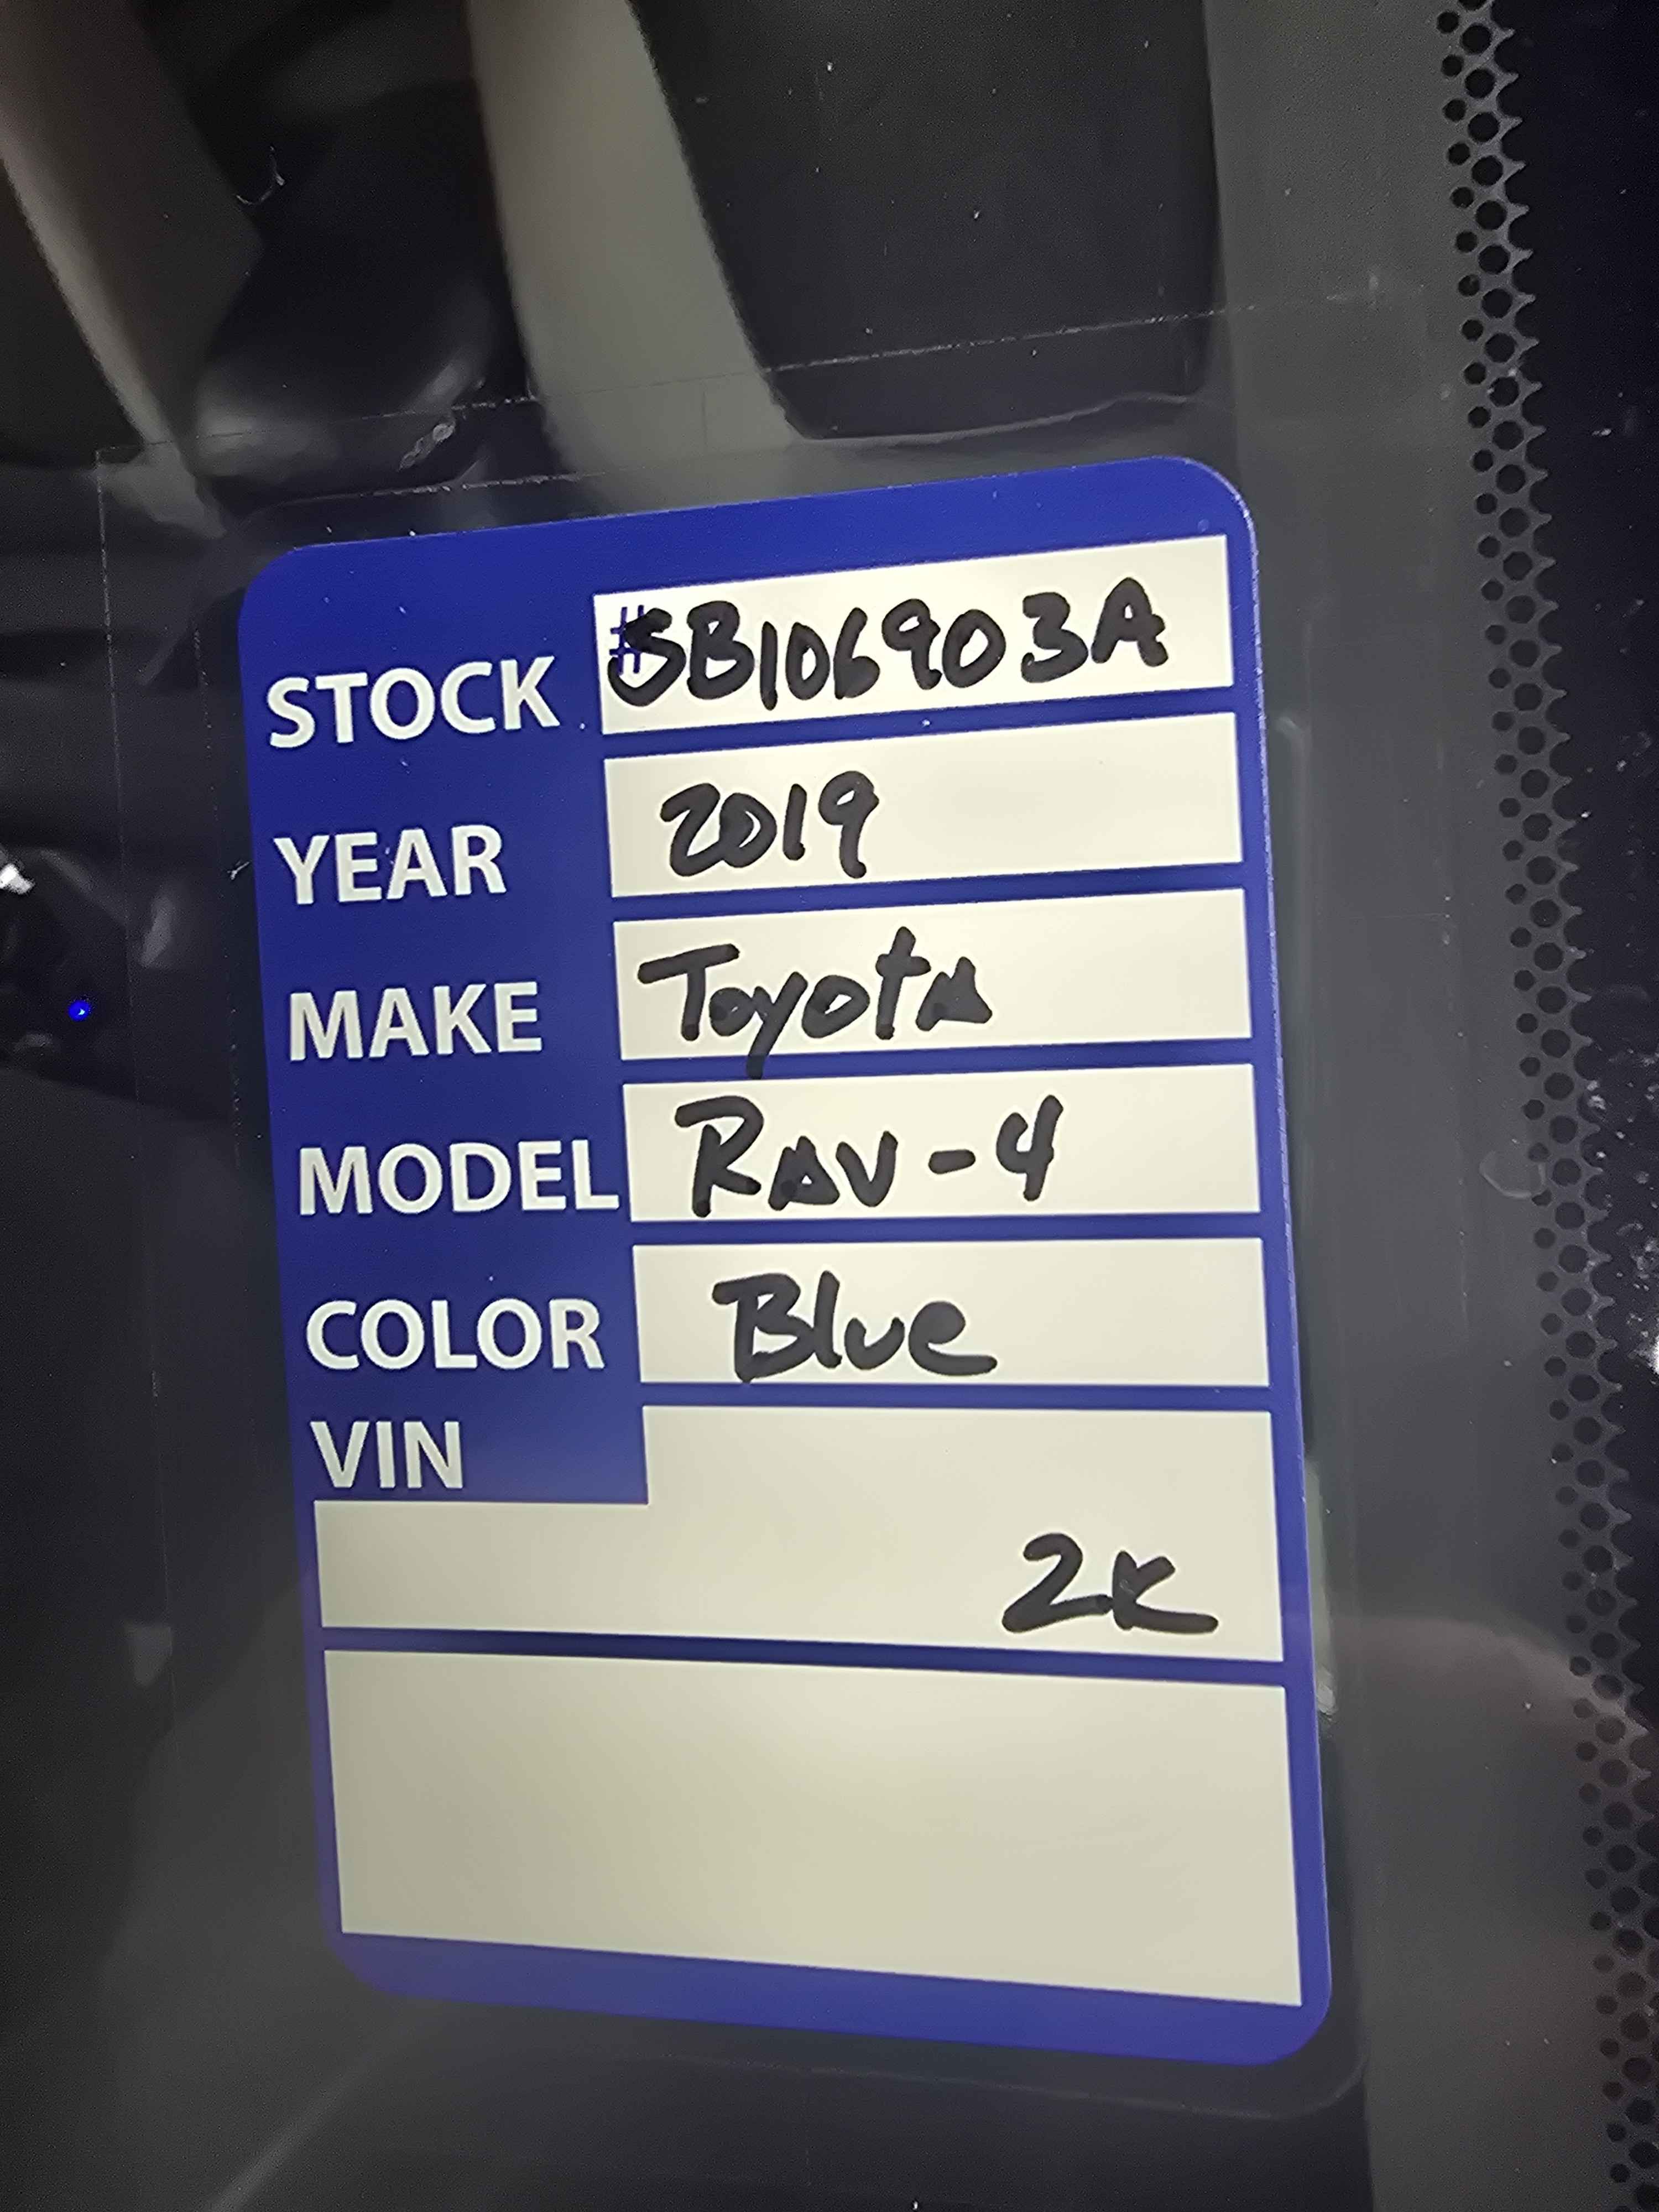 STOCK #SB106903A
YEAR 2019
MAKE Toyota
MODEL RAV-4
COLOR Blue
VIN
2K